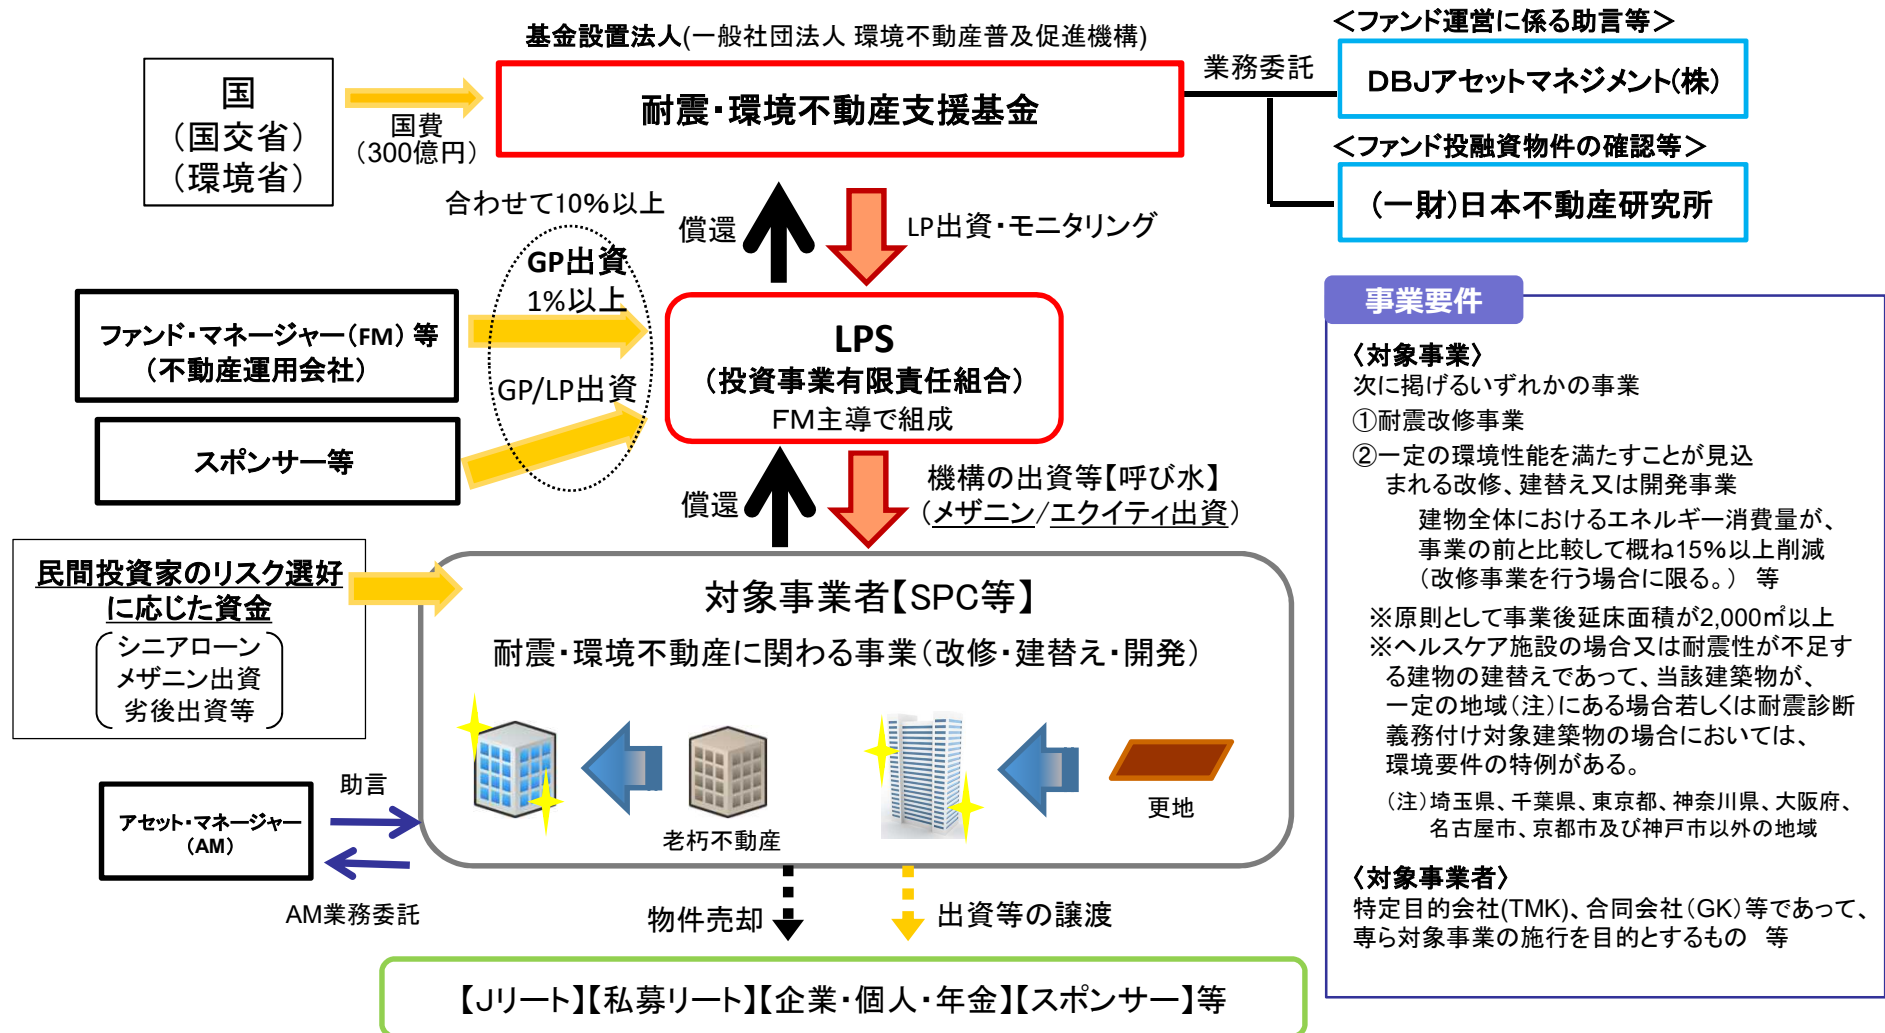 基金設置法人(一般社団法人 環境不動産普及促進機構)
国
(国交省)
(環境省)
国費
(300億円)
耐震・環境不動産支援基金
業務委託
<ファンド運営に係る助言等>
DBJアセットマネジメント(株)
<ファンド投融資物件の確認等>
(一財)日本不動産研究所
合わせて10%以上
償還
LP出資・モニタリング
GP出資
1%以上
ファンド・マネージャー(FM) 等
(不動産運用会社)
GP/LP出資
スポンサー等
LPS
(投資事業有限責任組合)
FM主導で組成
償還
機構の出資等【呼び水】
(メザニン/エクイティ出資)
民間投資家のリスク選好
に応じた資金
シニアローン
メザニン出資
劣後出資等
対象事業者【SPC等】
耐震・環境不動産に関わる事業(改修・建替え・開発)
老朽不動産
更地
助言
アセット・マネージャー
(AM)
AM業務委託
物件売却
出資等の譲渡
【Jリート】【私募リート】【企業・個人・年金】【スポンサー】等
事業要件
〈対象事業〉
次に掲げるいずれかの事業
①耐震改修事業
②一定の環境性能を満たすことが見込
まれる改修、建替え又は開発事業
建物全体におけるエネルギー消費量が、
事業の前と比較して概ね15%以上削減
(改修事業を行う場合に限る。) 等
※原則として事業後延床面積が2,000㎡以上
※ヘルスケア施設の場合又は耐震性が不足す
る建物の建替えであって、当該建築物が、
一定の地域(注)にある場合若しくは耐震診断
義務付け対象建築物の場合においては、
環境要件の特例がある。
(注)埼玉県、千葉県、東京都、神奈川県、大阪府、
名古屋市、京都市及び神戸市以外の地域
〈対象事業者〉
特定目的会社(TMK)、合同会社(GK)等であって、
専ら対象事業の施行を目的とするもの 等